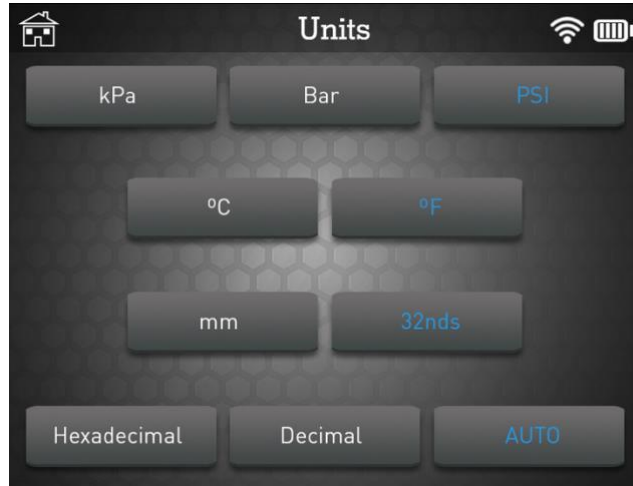 Units
kPa Bar PSI
ºC ºF
mm 32nds
Hexadecimal Decimal AUTO